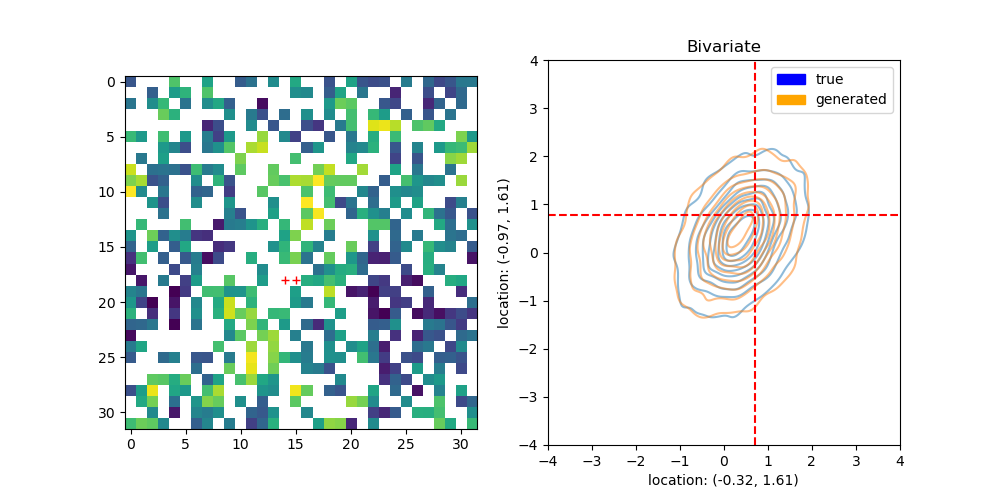 Bivariate
0
5
10
15
20
25
30
0 5 10 15 20 25 30
4
3
2
1
0
−1
−2
−3
−4
−4 −3 −2 −1 0 1 2 3 4
true
generated
location: (-0.97, 1.61)
location: (-0.32, 1.61)